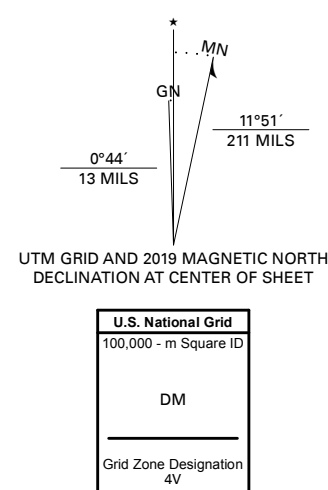 ★
MN
GN
11°51´
211 MILS
0°44´
13 MILS
UTM GRID AND 2019 MAGNETIC NORTH
DECLINATION AT CENTER OF SHEET
U.S. National Grid
100,000 - m Square ID
DM
Grid Zone Designation
4V